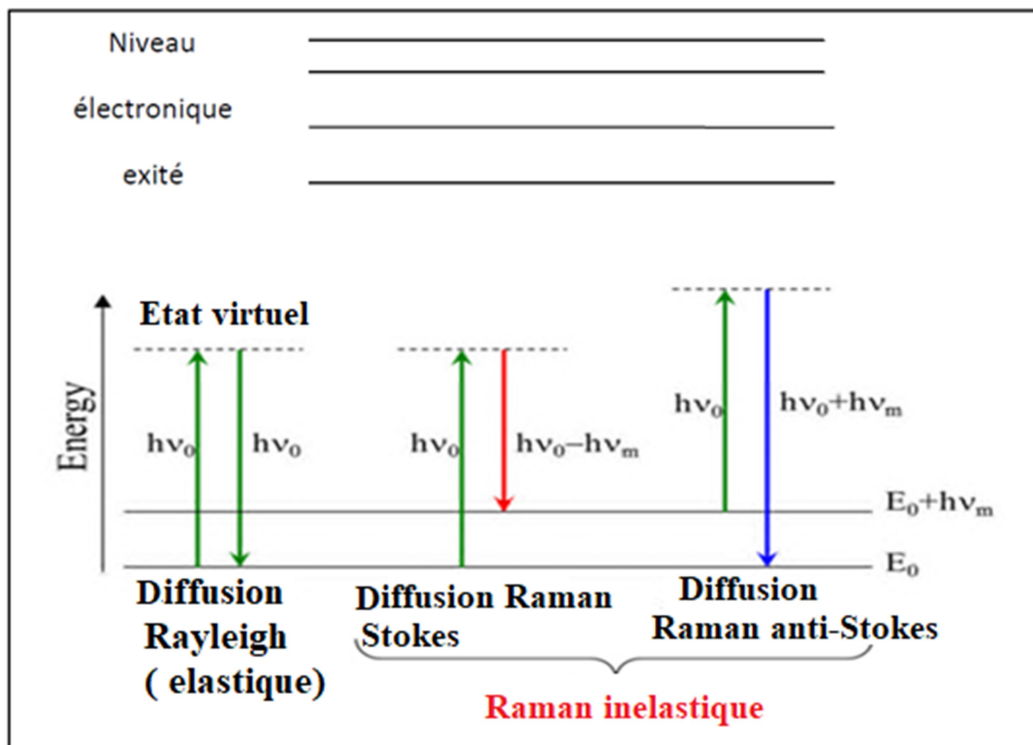 Niveau
électronique
exité
Energy
Etat virtuel
hν₀
hν₀
hν₀
hν₀−hνₘ
hν₀
hν₀+hνₘ
E₀+hνₘ
E₀
Diffusion
Rayleigh
( elastique)
Diffusion Raman
Stokes
Diffusion
Raman anti-Stokes
Raman inelastique